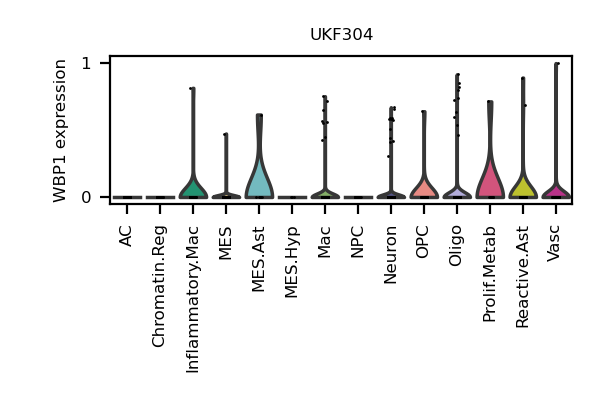 UKF304
WBP1 expression
1
0
AC
Chromatin.Reg
Inflammatory.Mac
MES
MES.Ast
MES.Hyp
Mac
NPC
Neuron
OPC
Oligo
Prolif.Metab
Reactive.Ast
Vasc